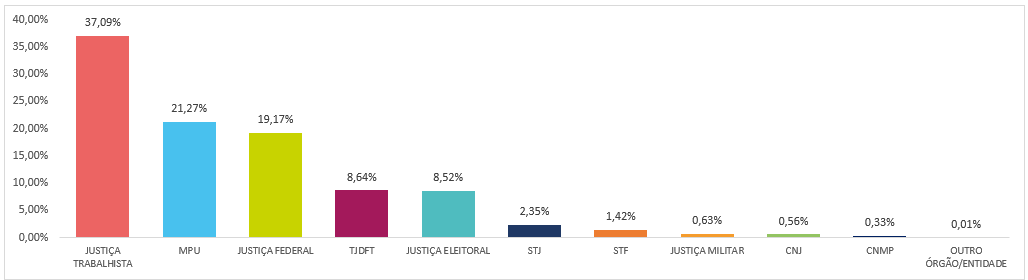 40,00%
35,00%
30,00%
25,00%
20,00%
15,00%
10,00%
5,00%
0,00%
37,09%
21,27%
19,17%
8,64%
8,52%
2,35%
1,42%
0,63%
0,56%
0,33%
0,01%
JUSTIÇA
TRABALHISTA
MPU
JUSTIÇA FEDERAL
TJDFT
JUSTIÇA ELEITORAL
STJ
STF
JUSTIÇA MILITAR
CNJ
CNMP
OUTRO
ÓRGÃO/ENTIDADE